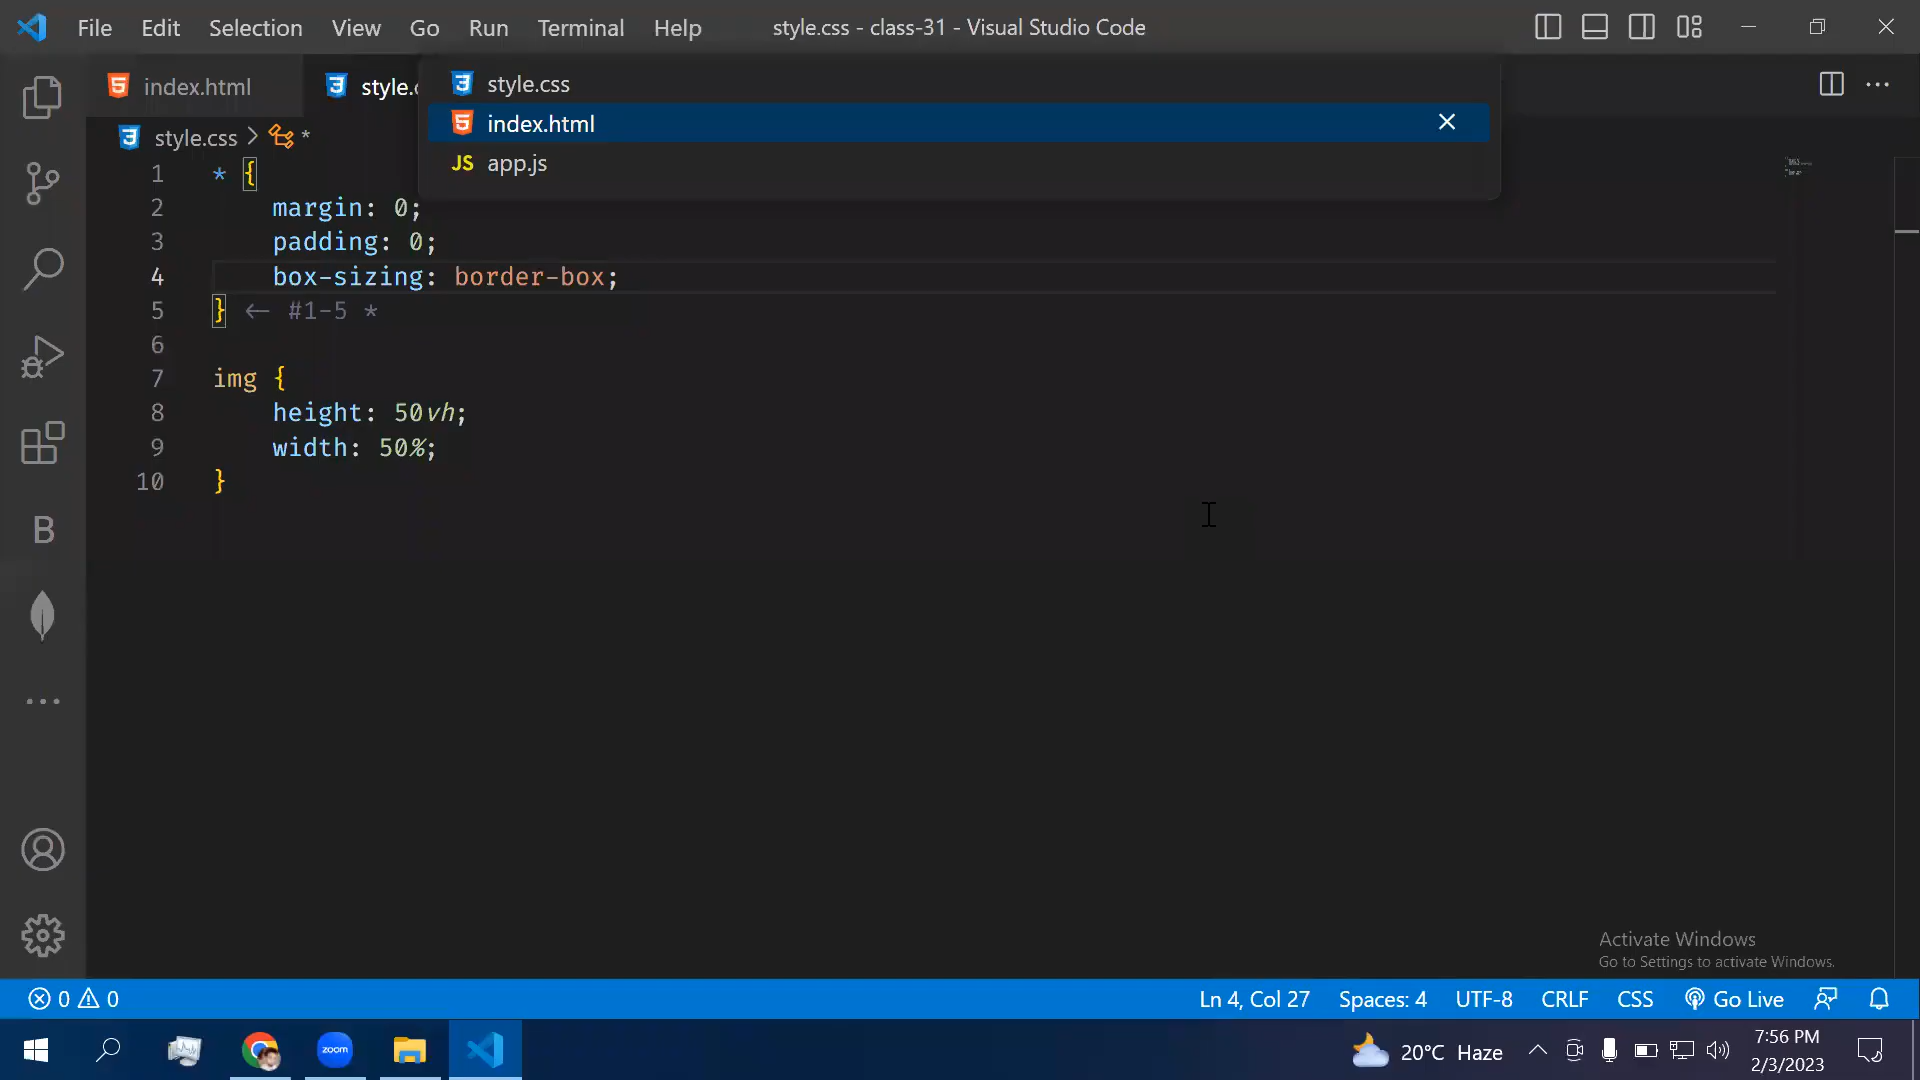 File Edit Selection View Go Run Terminal Help
style.css - class-31 - Visual Studio Code
index.html
style.c
style.css
index.html
JS app.js
style.css > *
1 * {
2 margin: 0;
3 padding: 0;
4 box-sizing: border-box;
5 } ← #1-5 *
6
7 img {
8 height: 50vh;
9 width: 50%;
10 }
B
Activate Windows
Go to Settings to activate Windows.
0 0
Ln 4, Col 27 Spaces: 4 UTF-8 CRLF CSS Go Live
zoom
20°C Haze
7:56 PM
2/3/2023